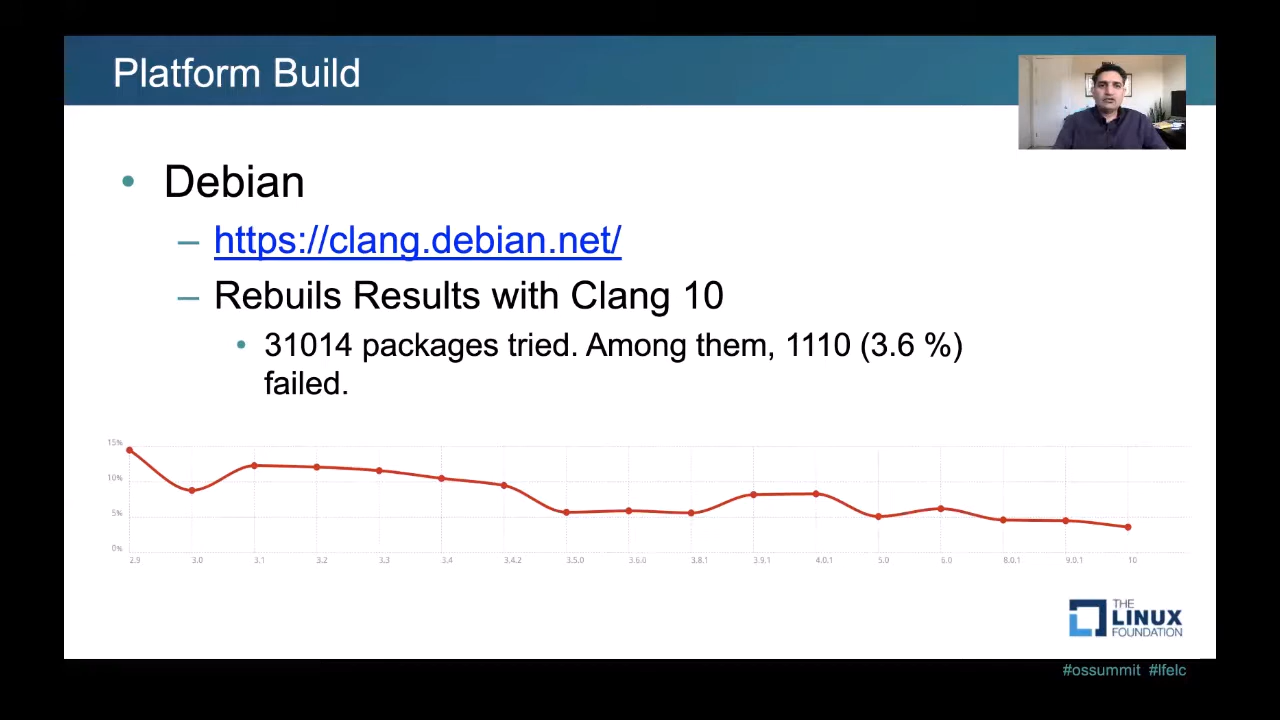 Platform Build
• Debian
– https://clang.debian.net/
– Rebuils Results with Clang 10
• 31014 packages tried. Among them, 1110 (3.6 %)
failed.
15%
10%
5%
0%
2.9 3.0 3.1 3.2 3.3 3.4 3.4.2 3.5.0 3.6.0 3.8.1 3.9.1 4.0.1 5.0 6.0 8.0.1 9.0.1 10
THE
LINUX
FOUNDATION
#ossummit #lfelc